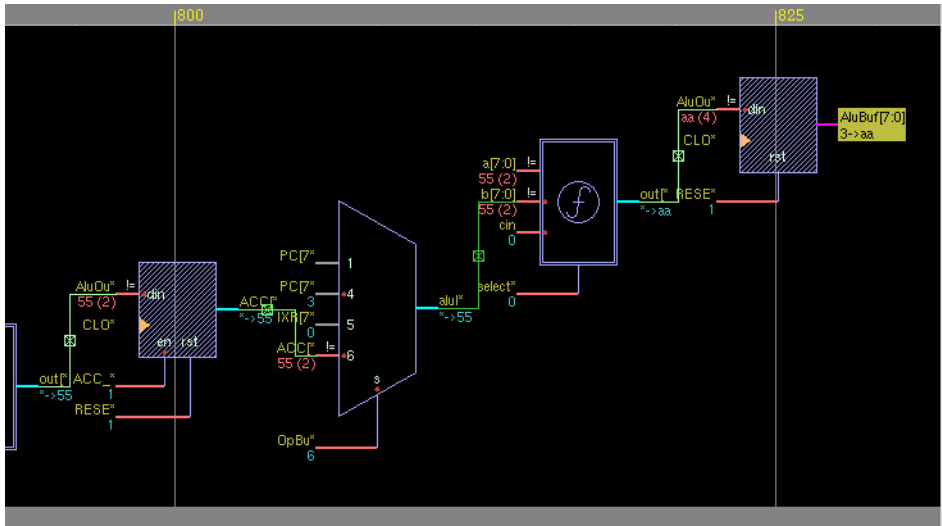 800
825
AluOu*
!=
din
aa (4)
AluBuf[7:0]
3->aa
CLO*
rst
a[7:0]
!=
55 (2)
b[7:0]
!=
55 (2)
cin
0
f
out[*
*->aa
RESE*
1
select*
0
PC[7*
1
PC[7*
4
3
IXR[7*
5
0
ACC[*
!=
6
55 (2)
s
OpBu*
6
alul*
*->55
AluOu*
!=
din
55 (2)
CLO*
en rst
ACC[*
*->55
out[*
*->55
ACC_*
1
RESE*
1